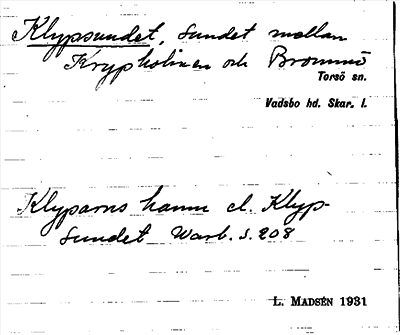 Klypsundet, sundet mellan
Krypholmen och Brommö
Torsö sn.
Vadsbo hd. Skar. l.
Klyparns hamn el. Klyp-
sundet Warb. s. 208
L. Madsén 1931